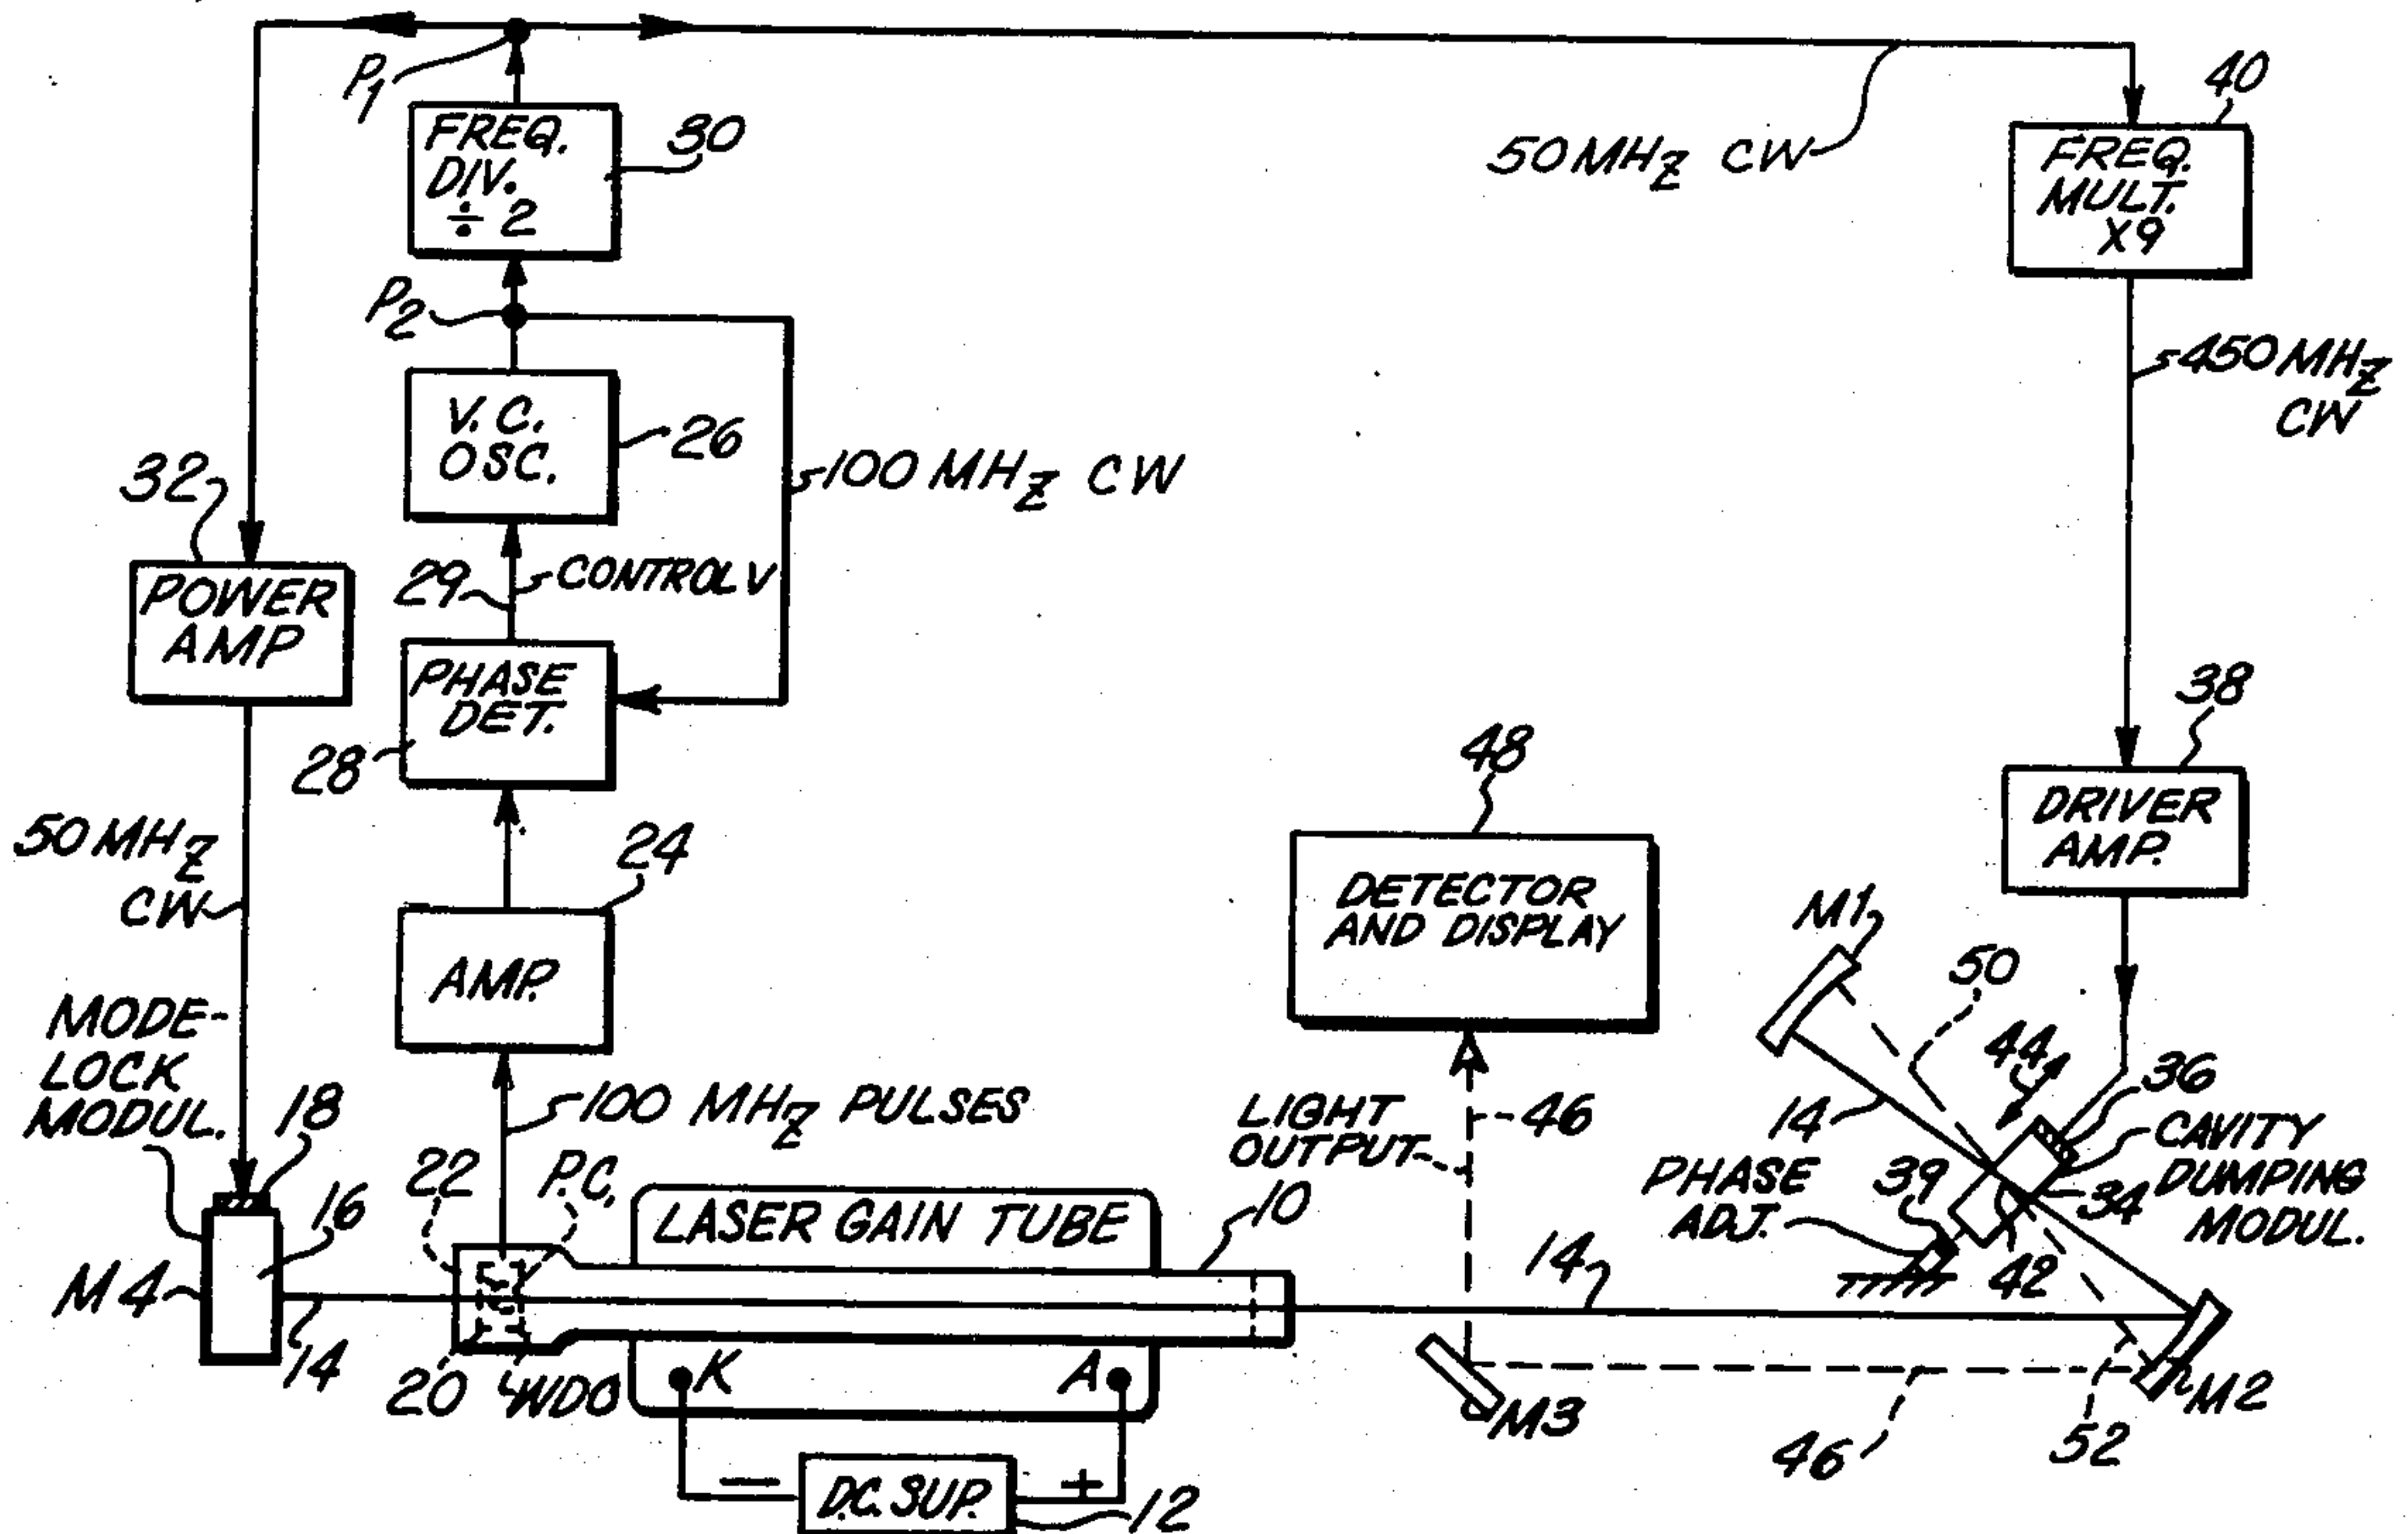 P1
FREQ.
DIV.
÷ 2
30
50 MHZ CW
40
FREQ.
MULT.
X9
P2
V.C.
OSC.
26
100 MHZ CW
450 MHZ
CW
32
POWER
AMP
29
CONTROL V
PHASE
DET.
28
38
DRIVER
AMP.
48
DETECTOR
AND DISPLAY
50 MHZ
CW
24
AMP.
M1
50
44
36
MODE-
LOCK
MODUL.
18
100 MHZ PULSES
LIGHT
OUTPUT
46
14
CAVITY
DUMPING
MODUL.
34
PHASE
ADJ.
39
42
22
P.C.
16
M4
14
LASER GAIN TUBE
10
14
20
K
A
M3
M2
52
46
−
D.C. SUP.
+
12